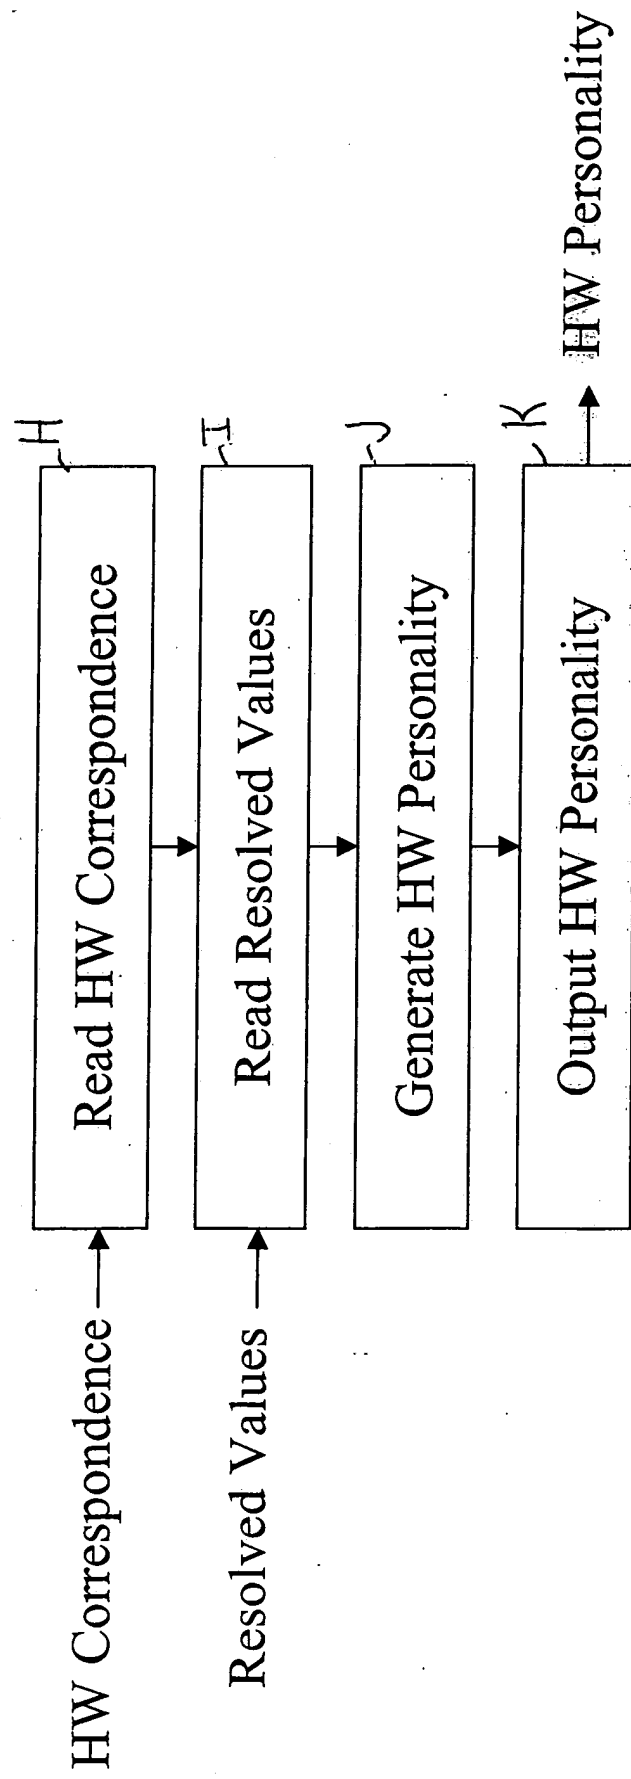 H
HW Correspondence
Read HW Correspondence
I
Resolved Values
Read Resolved Values
J
Generate HW Personality
K
Output HW Personality
HW Personality